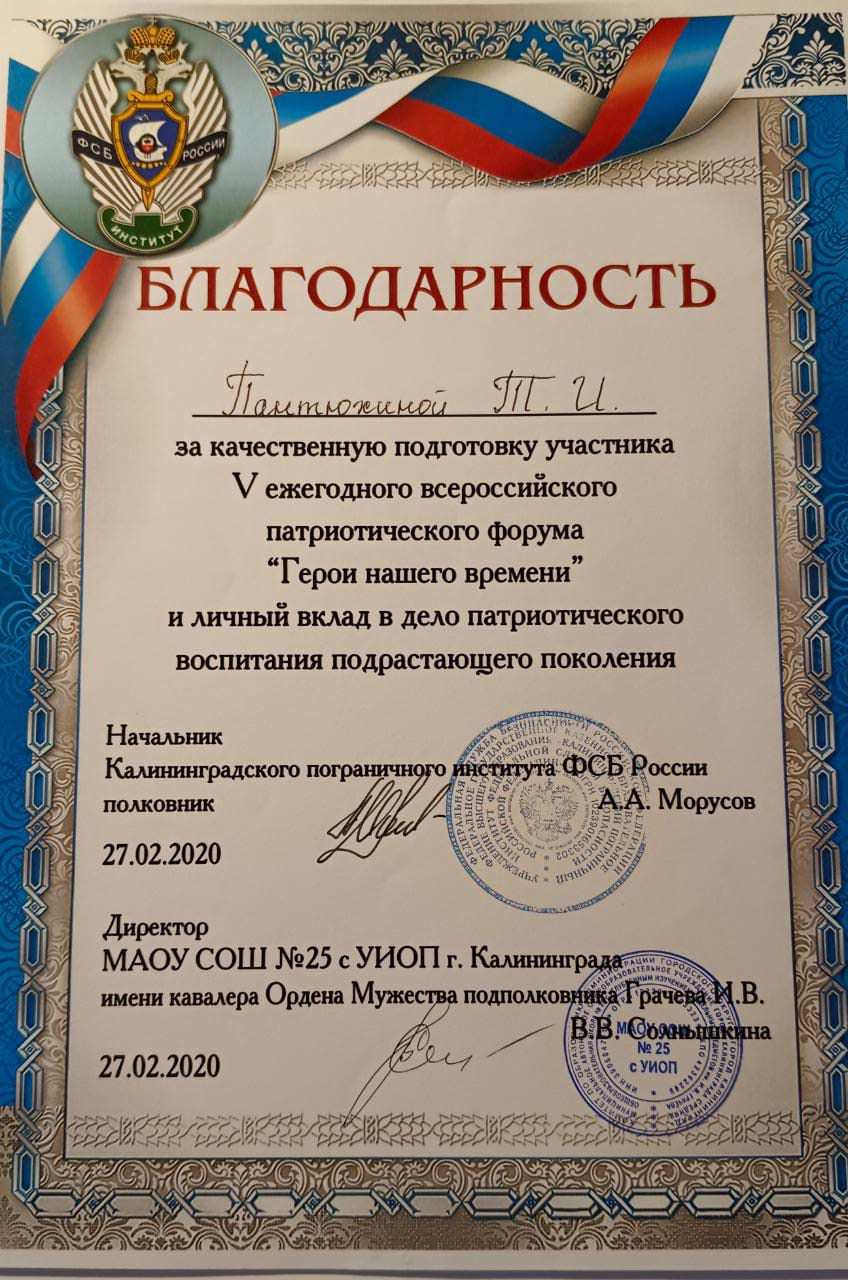 ФСБ РОССИИ
ИНСТИТУТ
БЛАГОДАРНОСТЬ
Пантюхиной Т. И.
за качественную подготовку участника
V ежегодного всероссийского
патриотического форума
“Герои нашего времени”
и личный вклад в дело патриотического
воспитания подрастающего поколения
Начальник
Калининградского пограничного института ФСБ России
полковник А.А. Морусов
27.02.2020
Директор
МАОУ СОШ №25 с УИОП г. Калининграда
имени кавалера Ордена Мужества подполковника Грачева И.В.
В.В. Солнышкина
27.02.2020
МАОУ СОШ
№ 25
с УИОП